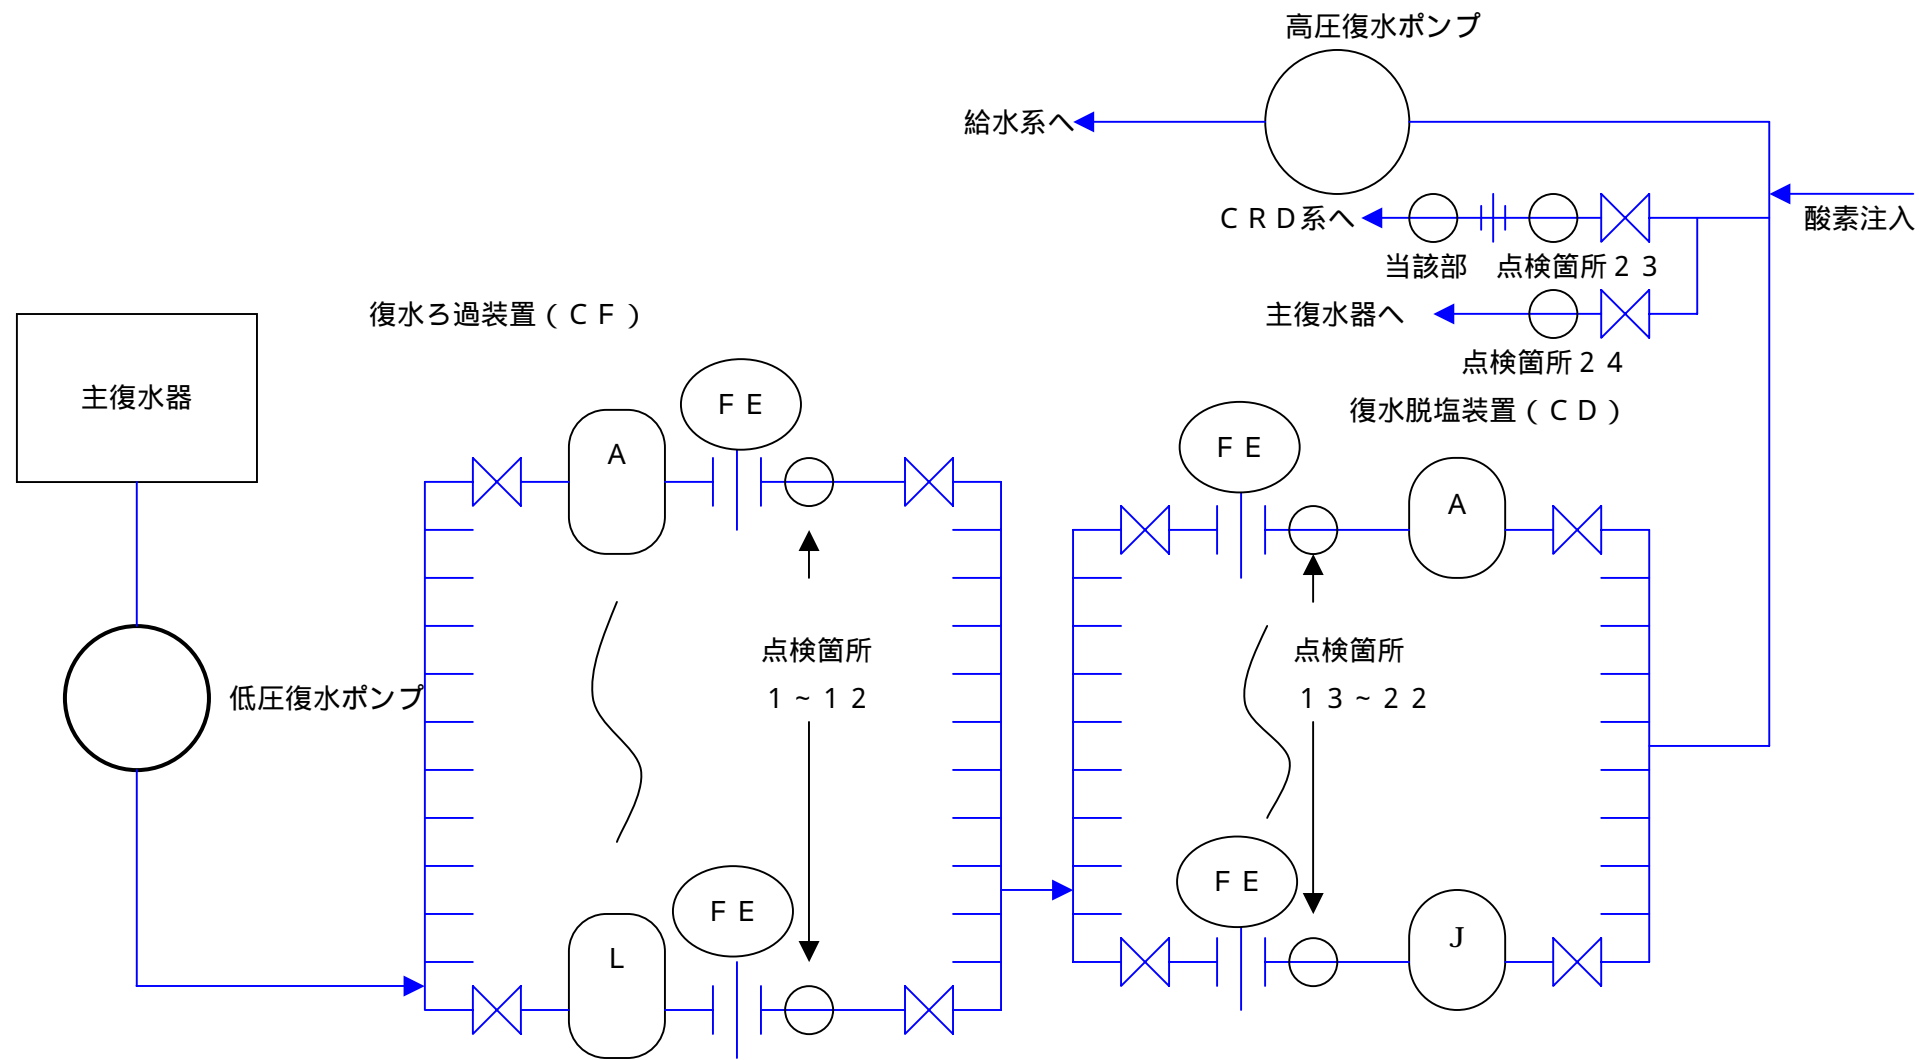 高圧復水ポンプ
給水系へ
ＣＲＤ系へ
酸素注入
当該部
点検箇所２３
復水ろ過装置（ＣＦ）
主復水器へ
点検箇所２４
主復水器
ＦＥ
復水脱塩装置（ＣＤ）
Ａ
ＦＥ
Ａ
点検箇所
１～１２
点検箇所
１３～２２
低圧復水ポンプ
ＦＥ
ＦＥ
Ｌ
Ｊ